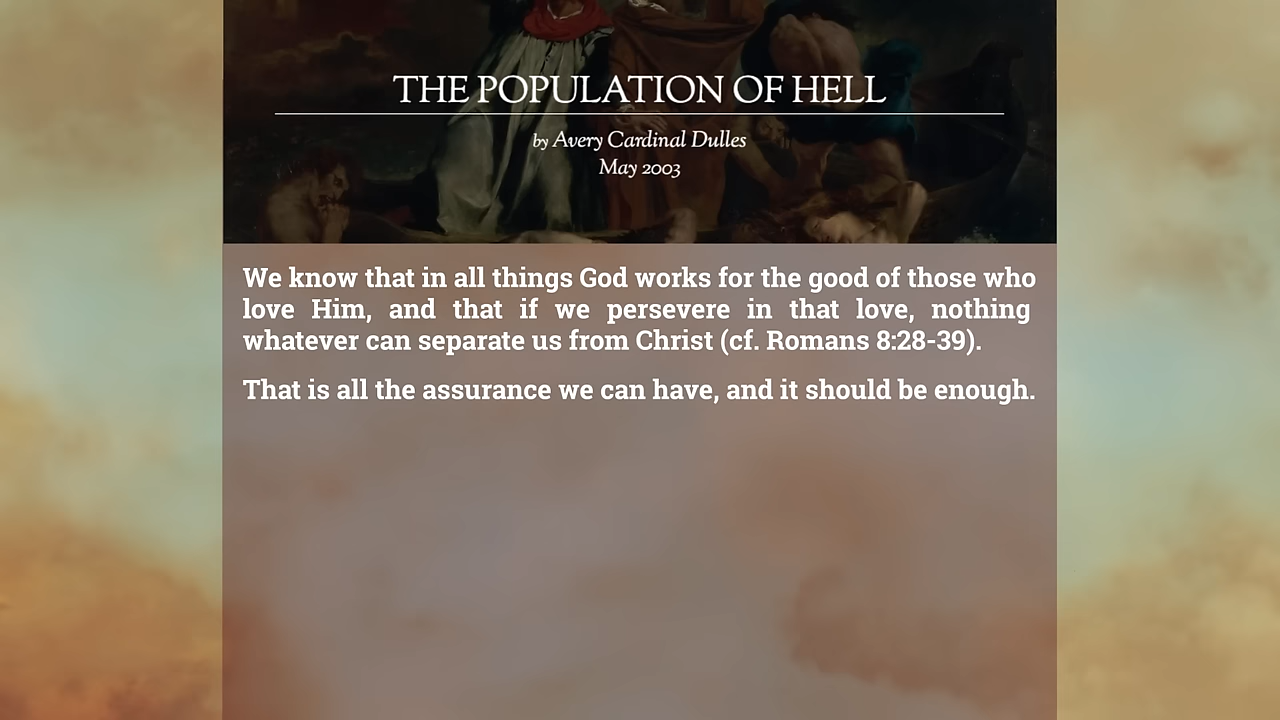 THE POPULATION OF HELL
by Avery Cardinal Dulles
May 2003
We know that in all things God works for the good of those who
love Him, and that if we persevere in that love, nothing
whatever can separate us from Christ (cf. Romans 8:28-39).
That is all the assurance we can have, and it should be enough.